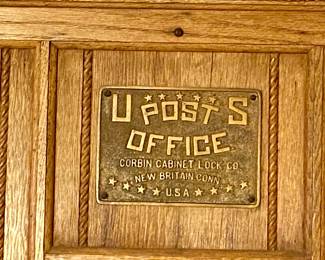 U POST S
OFFICE
CORBIN CABINET LOCK CO.
NEW BRITAIN CONN.
U.S.A